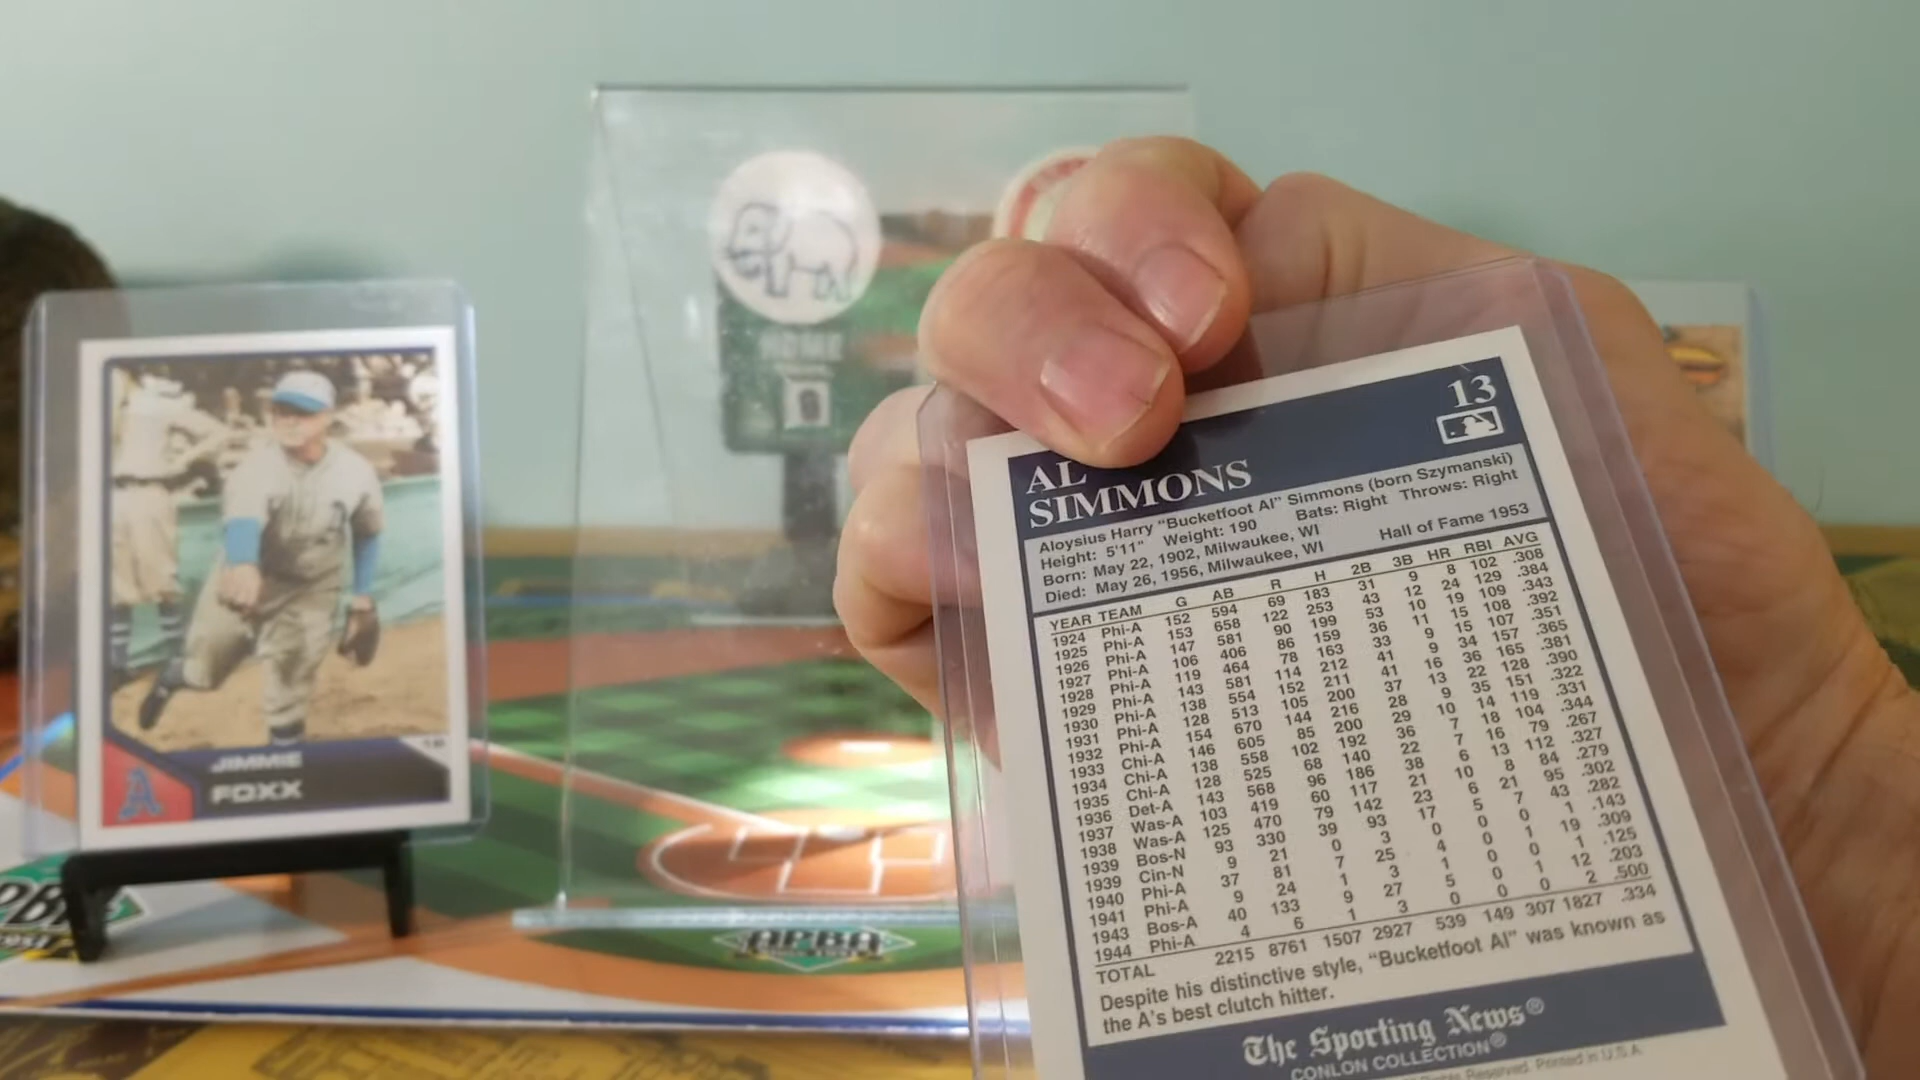 HOME
JIMMIE
FOXX
A
APBA
13
AL
SIMMONS
Aloysius Harry "Bucketfoot Al" Simmons (born Szymanski)
Height: 5'11" Weight: 190 Bats: Right Throws: Right
Born: May 22, 1902, Milwaukee, WI
Died: May 26, 1956, Milwaukee, WI Hall of Fame 1953
YEAR TEAM G AB R H 2B 3B HR RBI AVG
1924 Phi-A 152 594 69 183 31 9 8 102 .308
1925 Phi-A 153 658 122 253 43 12 24 129 .384
1926 Phi-A 147 581 90 199 53 10 19 109 .343
1927 Phi-A 106 406 86 159 36 11 15 108 .392
1928 Phi-A 119 464 78 163 33 9 15 107 .351
1929 Phi-A 143 581 114 212 41 9 34 157 .365
1930 Phi-A 138 554 152 211 41 16 36 165 .381
1931 Phi-A 128 513 105 200 37 13 22 128 .390
1932 Phi-A 154 670 144 216 28 9 35 151 .322
1933 Chi-A 146 605 85 200 29 10 14 119 .331
1934 Chi-A 138 558 102 192 36 7 18 104 .344
1935 Chi-A 128 525 68 140 22 7 16 79 .267
1936 Det-A 143 568 96 186 38 6 13 112 .327
1937 Was-A 103 419 60 117 21 10 8 84 .279
1938 Was-A 125 470 79 142 23 6 21 95 .302
1939 Bos-N 93 330 39 93 17 5 7 43 .282
1939 Cin-N 9 21 0 3 0 0 0 1 .143
1940 Phi-A 37 81 7 25 4 0 1 19 .309
1941 Phi-A 9 24 1 3 1 0 0 1 .125
1943 Bos-A 40 133 9 27 5 0 1 12 .203
1944 Phi-A 4 6 1 3 0 0 0 2 .500
TOTAL 2215 8761 1507 2927 539 149 307 1827 .334
Despite his distinctive style, "Bucketfoot Al" was known as
the A's best clutch hitter.
The Sporting News®
CONLON COLLECTION®
Rights Reserved. Printed in U.S.A.